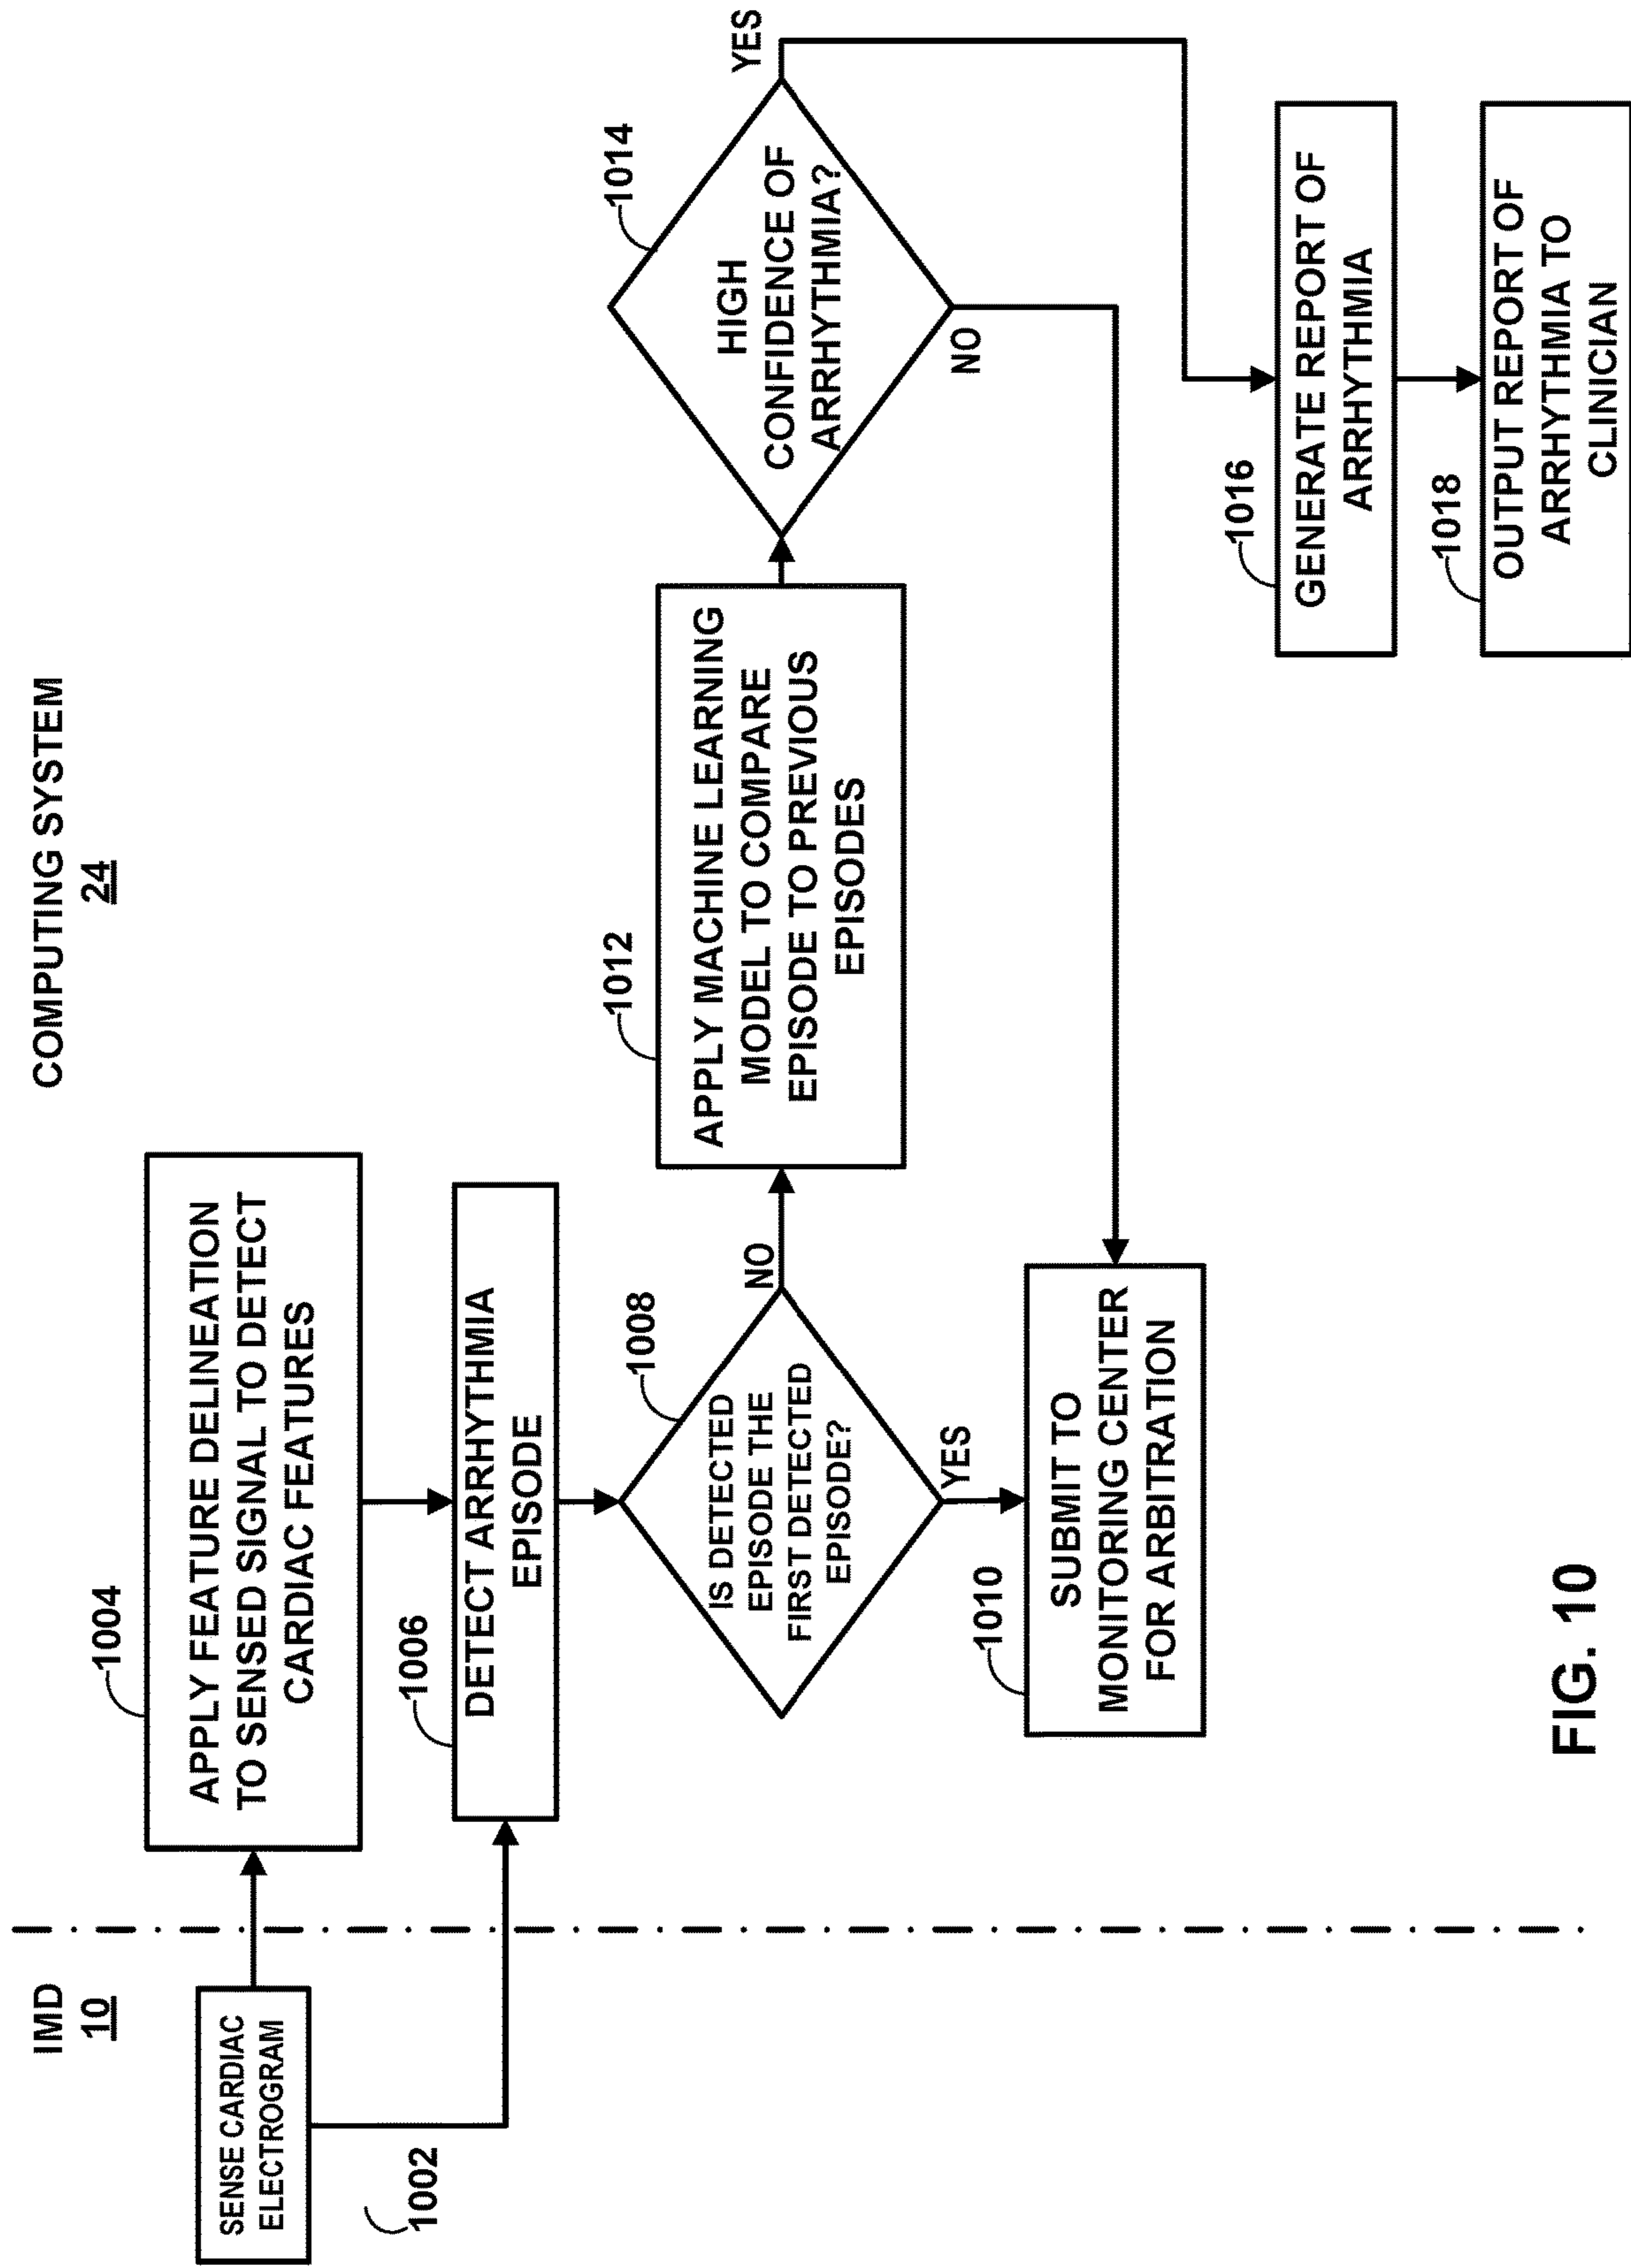 IMD
10
COMPUTING SYSTEM
24
SENSE CARDIAC
ELECTROGRAM
1002
1004
APPLY FEATURE DELINEATION
TO SENSED SIGNAL TO DETECT
CARDIAC FEATURES
1006
DETECT ARRHYTHMIA
EPISODE
1008
IS DETECTED
EPISODE THE
FIRST DETECTED
EPISODE?
NO
YES
1010
SUBMIT TO
MONITORING CENTER
FOR ARBITRATION
1012
APPLY MACHINE LEARNING
MODEL TO COMPARE
EPISODE TO PREVIOUS
EPISODES
1014
HIGH
CONFIDENCE OF
ARRHYTHMIA?
YES
NO
1016
GENERATE REPORT OF
ARRHYTHMIA
1018
OUTPUT REPORT OF
ARRHYTHMIA TO
CLINICIAN
FIG. 10